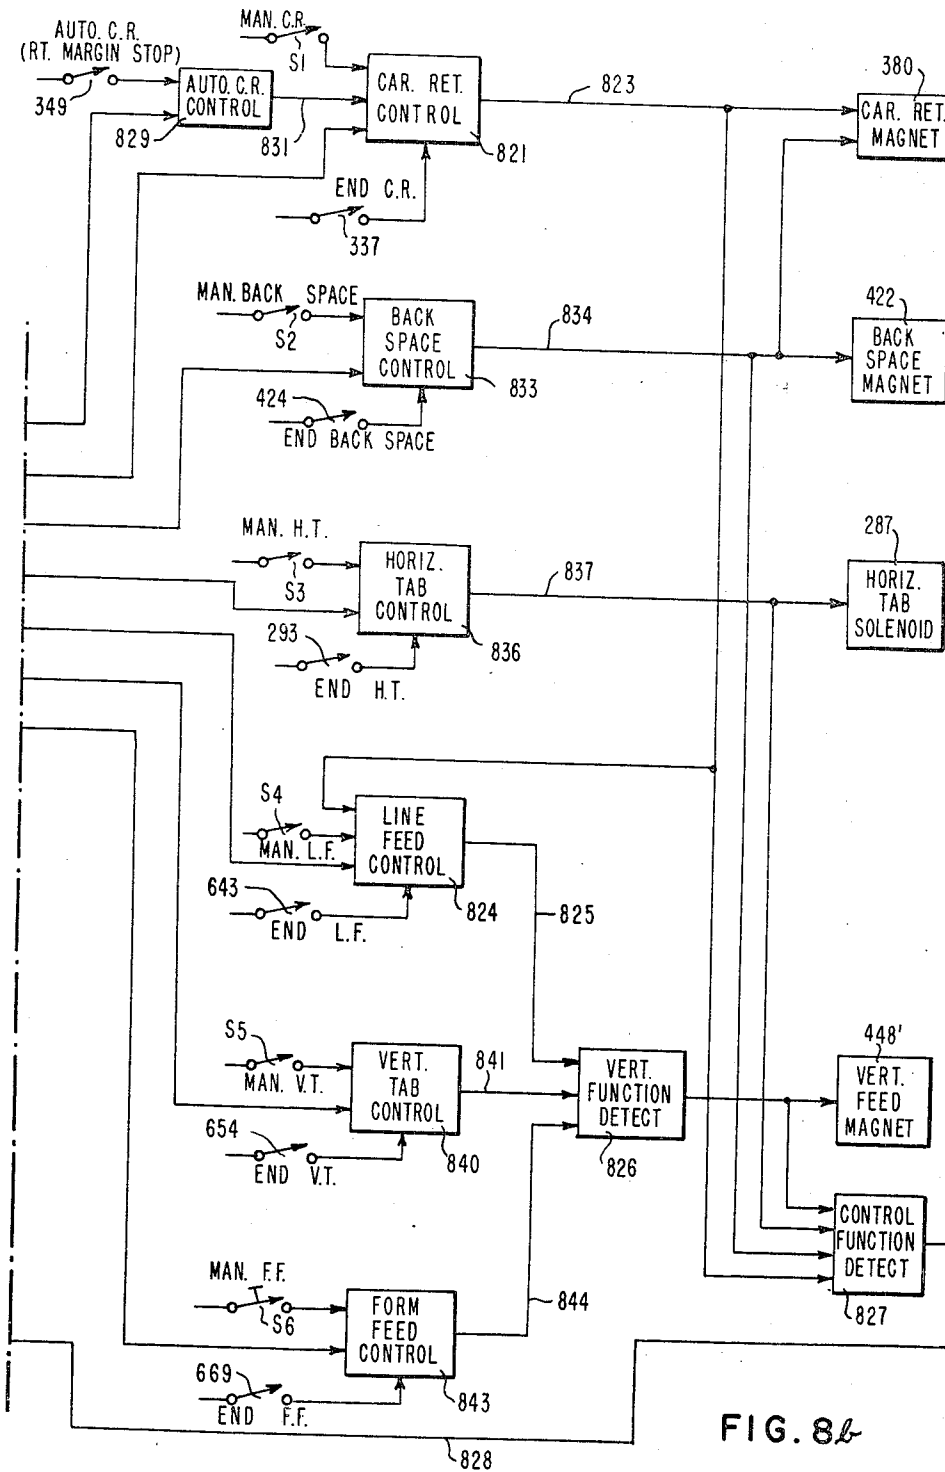 AUTO. C.R.
(RT. MARGIN STOP)
349
MAN. C.R.
S1
AUTO. C.R.
CONTROL
829
831
CAR. RET.
CONTROL
821
823
380
CAR. RET.
MAGNET
END C.R.
337
MAN. BACK SPACE
S2
BACK
SPACE
CONTROL
833
834
422
BACK
SPACE
MAGNET
424
END BACK SPACE
MAN. H.T.
S3
HORIZ.
TAB
CONTROL
836
837
287
HORIZ.
TAB
SOLENOID
293
END H.T.
S4
MAN. L.F.
LINE
FEED
CONTROL
824
825
643
END L.F.
S5
MAN. V.T.
VERT.
TAB
CONTROL
840
841
654
END V.T.
VERT.
FUNCTION
DETECT
826
448'
VERT.
FEED
MAGNET
CONTROL
FUNCTION
DETECT
827
MAN. F.F.
S6
FORM
FEED
CONTROL
843
844
669
END F.F.
828
FIG. 8b